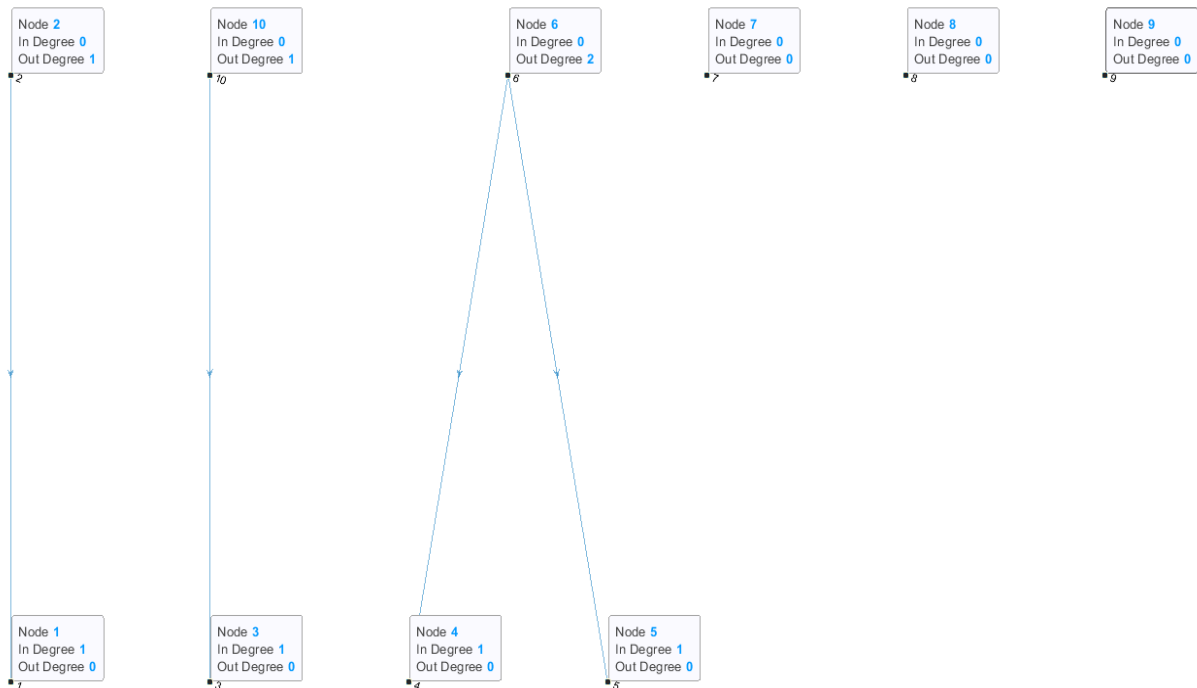 Node 2
In Degree 0
Out Degree 1
2
Node 10
In Degree 0
Out Degree 1
10
Node 6
In Degree 0
Out Degree 2
6
Node 7
In Degree 0
Out Degree 0
7
Node 8
In Degree 0
Out Degree 0
8
Node 9
In Degree 0
Out Degree 0
9
Node 1
In Degree 1
Out Degree 0
1
Node 3
In Degree 1
Out Degree 0
3
Node 4
In Degree 1
Out Degree 0
4
Node 5
In Degree 1
Out Degree 0
5